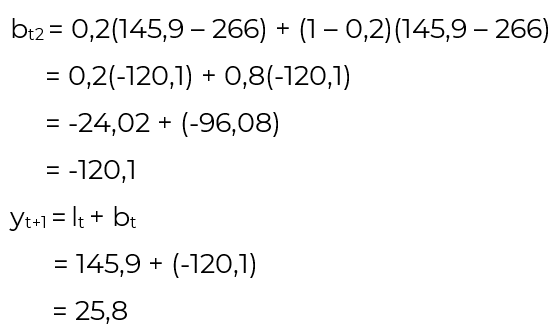 bt2 = 0,2(145,9 – 266) + (1 – 0,2)(145,9 – 266)
= 0,2(-120,1) + 0,8(-120,1)
= -24,02 + (-96,08)
= -120,1
yt+1 = lt + bt
= 145,9 + (-120,1)
= 25,8